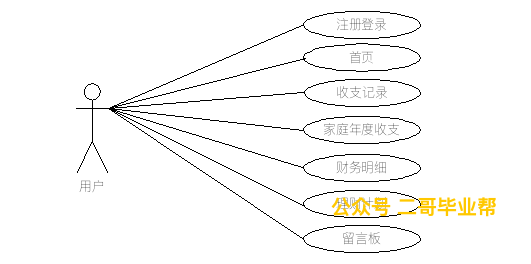 注册登录
首页
收支记录
家庭年度收支
财务明细
公众号 二哥毕业帮
留言板
用户